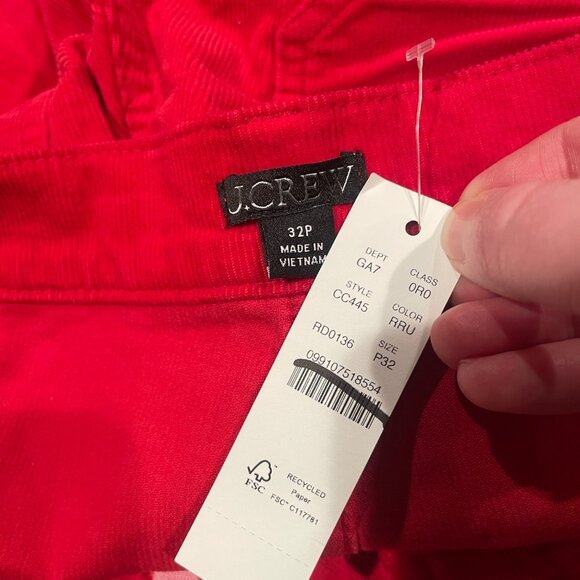 J.CREW
32P
MADE IN
VIETNAM
DEPT CLASS
GA7 0R0
STYLE COLOR
CC445 RRU
RD0136 SIZE
P32
099107518554
FSC
RECYCLED
Paper
FSC™ C117781